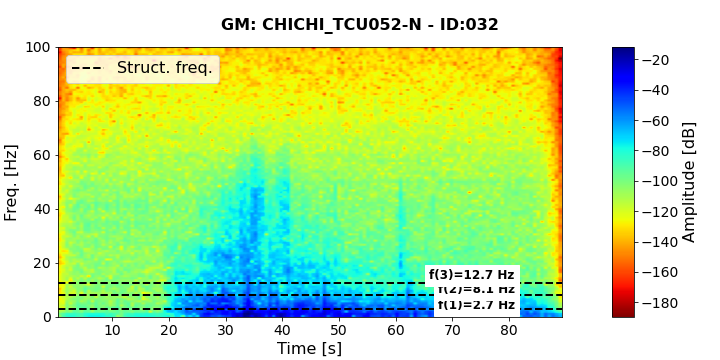 GM: CHICHI_TCU052-N - ID:032
Struct. freq.
Freq. [Hz]
100
80
60
40
20
0
f(3)=12.7 Hz
f(2)=8.1 Hz
f(1)=2.7 Hz
10 20 30 40 50 60 70 80
Time [s]
−20
−40
−60
−80
−100
−120
−140
−160
−180
Amplitude [dB]